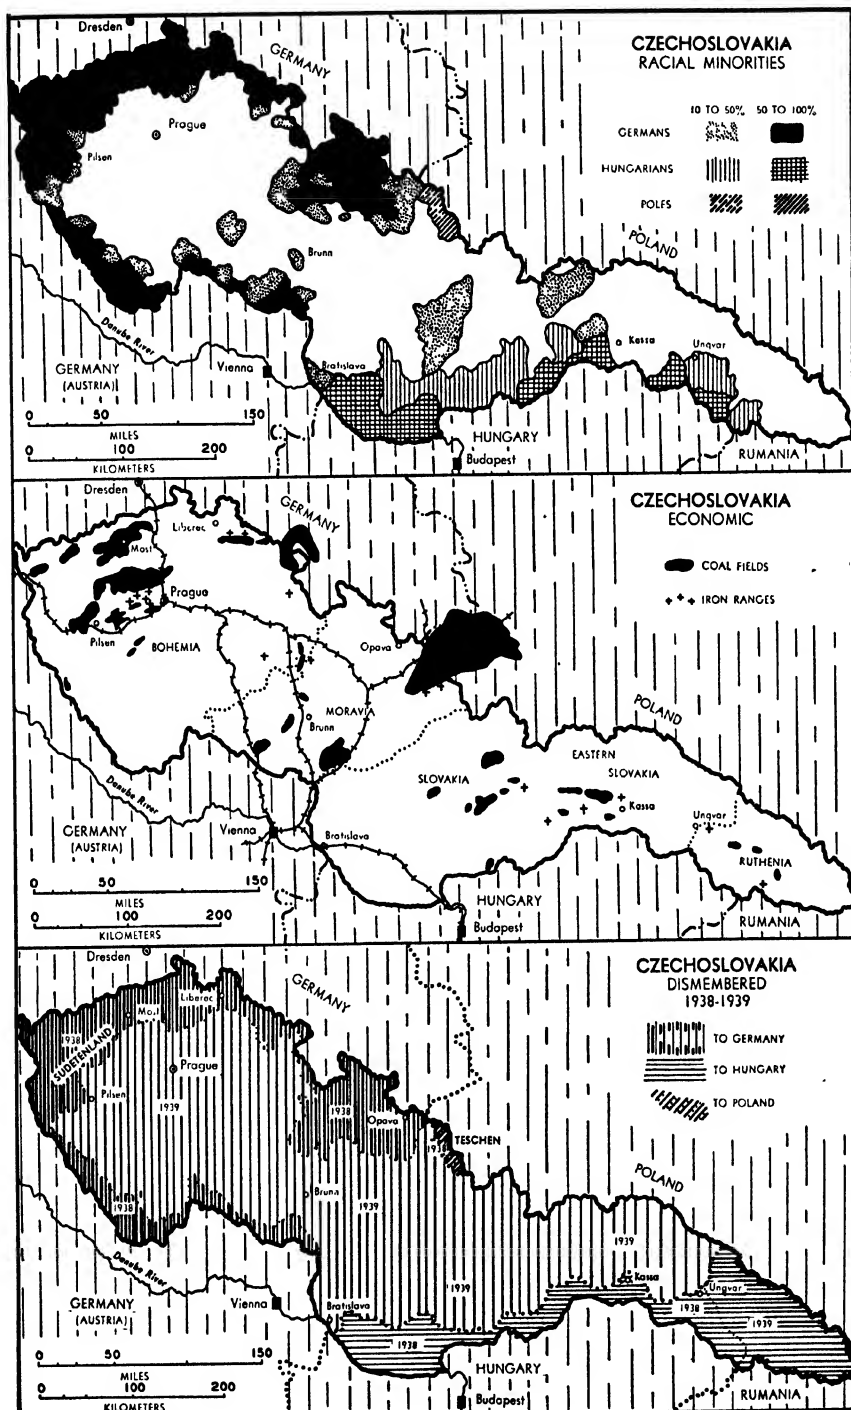 Dresden
GERMANY
CZECHOSLOVAKIA
RACIAL MINORITIES
10 TO 50% 50 TO 100%
GERMANS
HUNGARIANS
POLES
Prague
Pilsen
Brunn
POLAND
Danube River
GERMANY
(AUSTRIA)
Vienna
Bratislava
Kassa
Ungvar
0 50 150
MILES
0 100 200
KILOMETERS
HUNGARY
Budapest
RUMANIA
Dresden
GERMANY
CZECHOSLOVAKIA
ECONOMIC
COAL FIELDS
IRON RANGES
Liberec
Most
Prague
Pilsen
BOHEMIA
Opava
MORAVIA
Brunn
POLAND
SLOVAKIA
EASTERN
SLOVAKIA
Kassa
Ungvar
RUTHENIA
Danube River
GERMANY
(AUSTRIA)
Vienna
Bratislava
0 50 150
MILES
0 100 200
KILOMETERS
HUNGARY
Budapest
RUMANIA
Dresden
GERMANY
CZECHOSLOVAKIA
DISMEMBERED
1938-1939
TO GERMANY
TO HUNGARY
TO POLAND
Liberec
Most
1938
SUDETENLAND
Prague
Pilsen
1939
1938
Opava
TESCHEN
1938
Brunn
1938
POLAND
1939
1939
1939
Kassa
Ungvar
1938
1939
Danube River
GERMANY
(AUSTRIA)
Vienna
Bratislava
1938
0 50 150
MILES
0 100 200
KILOMETERS
HUNGARY
Budapest
RUMANIA